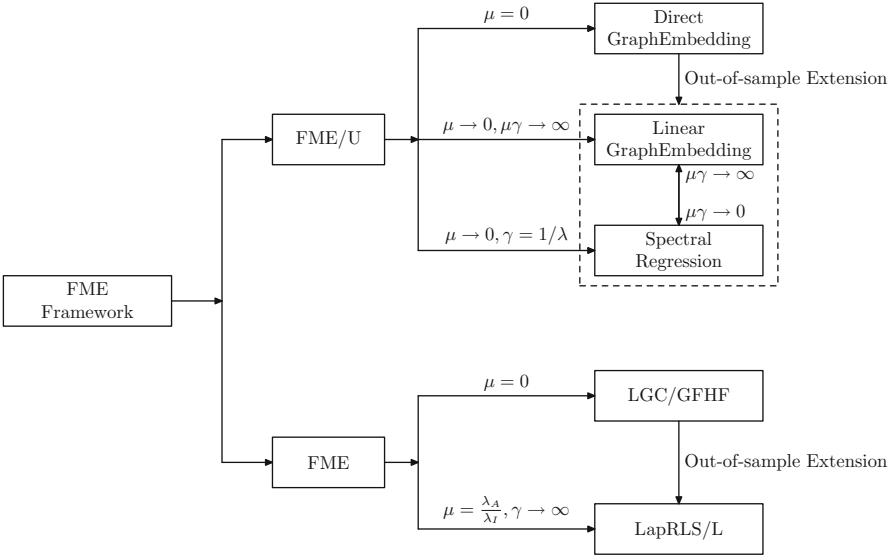 μ = 0
Direct
GraphEmbedding
Out-of-sample Extension
FME/U
μ → 0, μγ → ∞
Linear
GraphEmbedding
μγ → ∞
μγ → 0
μ → 0, γ = 1/λ
Spectral
Regression
FME
Framework
μ = 0
LGC/GFHF
Out-of-sample Extension
FME
μ = λ_A/λ_I, γ → ∞
LapRLS/L